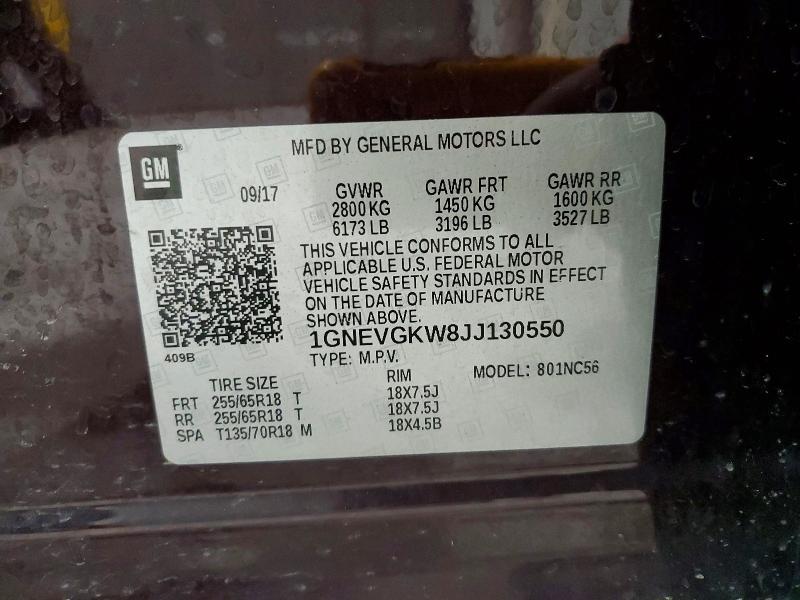 MFD BY GENERAL MOTORS LLC
GM
09/17
GVWR GAWR FRT GAWR RR
2800 KG 1450 KG 1600 KG
6173 LB 3196 LB 3527 LB
THIS VEHICLE CONFORMS TO ALL
APPLICABLE U.S. FEDERAL MOTOR
VEHICLE SAFETY STANDARDS IN EFFECT
ON THE DATE OF MANUFACTURE
SHOWN ABOVE.
1GNEVGKW8JJ130550
409B
TYPE: M.P.V.
MODEL: 801NC56
TIRE SIZE RIM
FRT 255/65R18 T 18X7.5J
RR 255/65R18 T 18X7.5J
SPA T135/70R18 M 18X4.5B